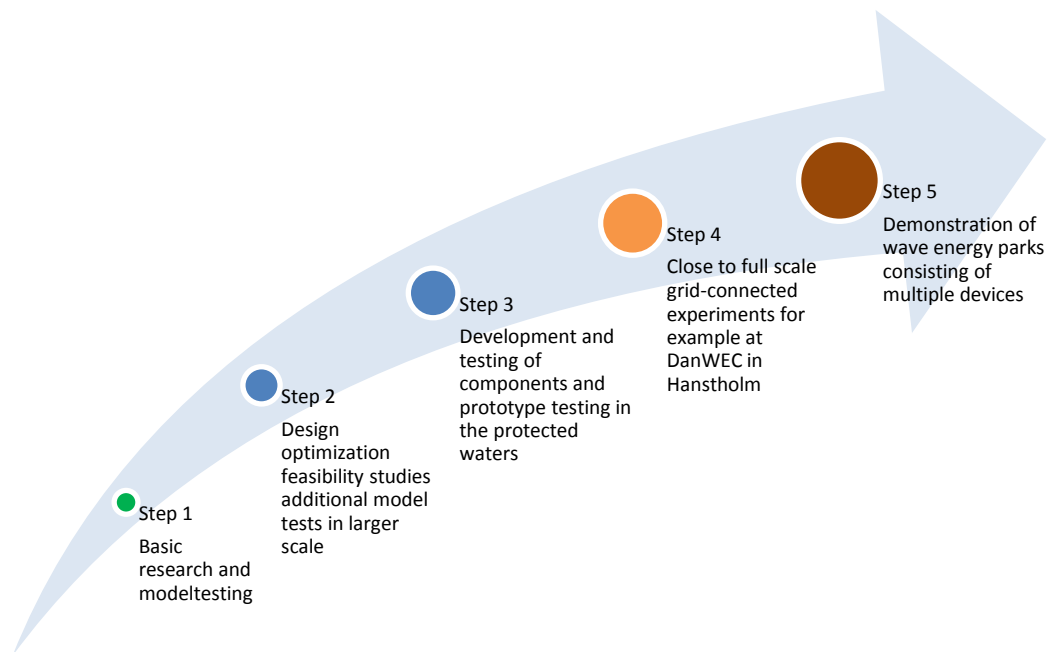 Step 1
Basic
research and
modeltesting
Step 2
Design
optimization
feasibility studies
additional model
tests in larger
scale
Step 3
Development and
testing of
components and
prototype testing in
the protected
waters
Step 4
Close to full scale
grid-connected
experiments for
example at
DanWEC in
Hanstholm
Step 5
Demonstration of
wave energy parks
consisting of
multiple devices